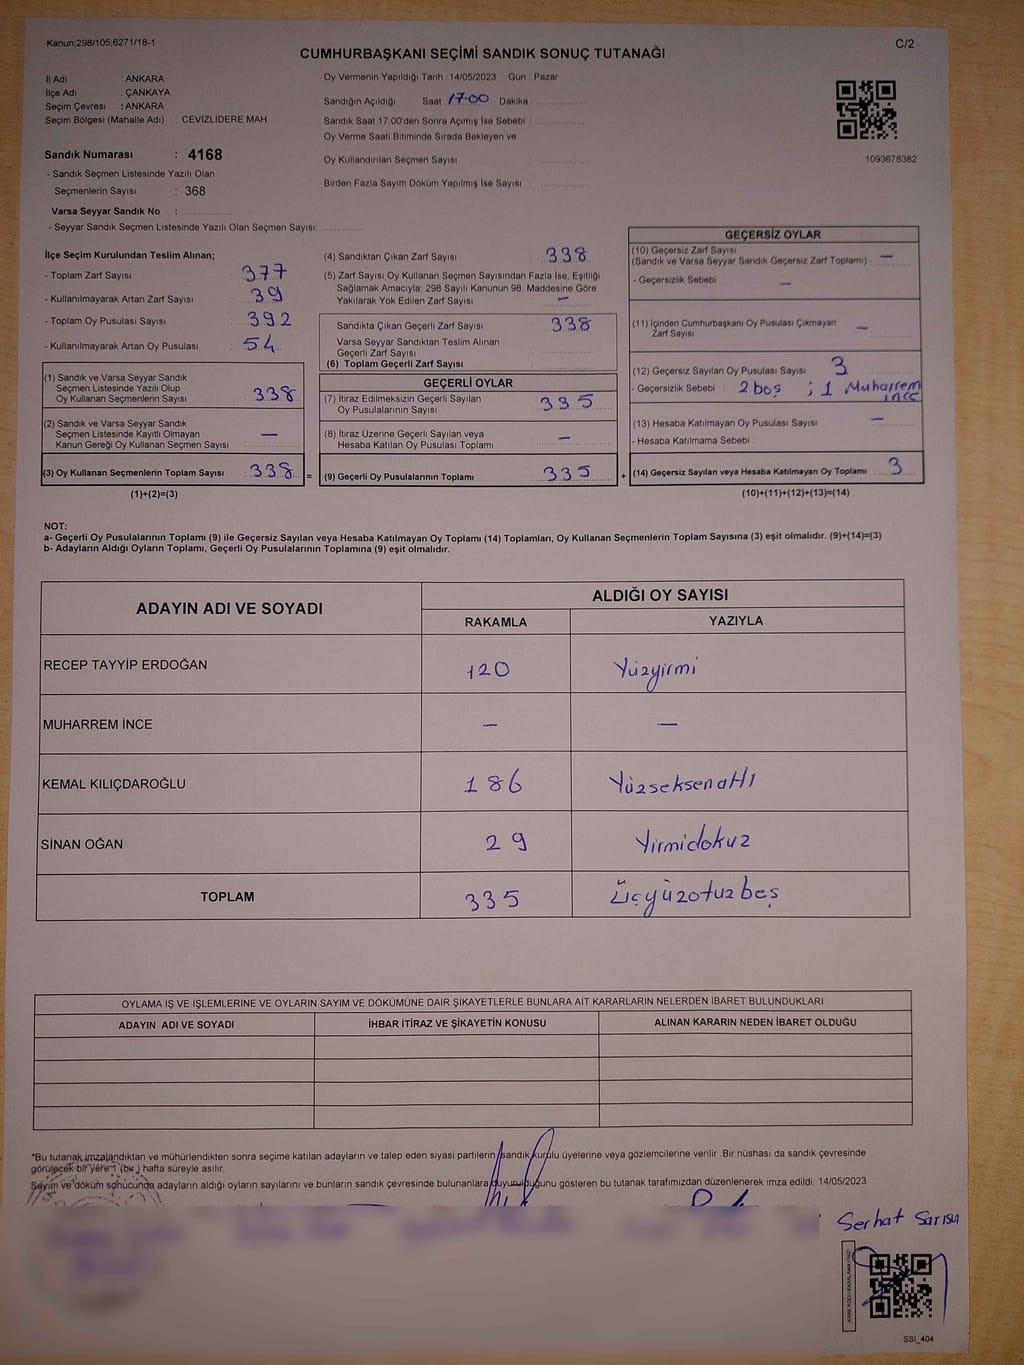 Kanun;298/105;6271/18-1
C/2
CUMHURBAŞKANI SEÇİMİ SANDIK SONUÇ TUTANAĞI
İl Adı : ANKARA
İlçe Adı : ÇANKAYA
Seçim Çevresi : ANKARA
Seçim Bölgesi (Mahalle Adı) : CEVİZLİDERE MAH.
Sandık Numarası : 4168
- Sandık Seçmen Listesinde Yazılı Olan
Seçmenlerin Sayısı : 368
Varsa Seyyar Sandık No :
- Seyyar Sandık Seçmen Listesinde Yazılı Olan Seçmen Sayısı:
Oy Vermenin Yapıldığı Tarih :14/05/2023 Gün : Pazar
Sandığın Açıldığı Saat 17:00 Dakika
Sandık Saat 17:00'den Sonra Açımış İse Sebebi :
Oy Verme Saati Bitiminde Sırada Bekleyen ve
Oy Kullandırılan Seçmen Sayısı :
Birden Fazla Sayım Döküm Yapılmış İse Sayısı :
1093678382
İlçe Seçim Kurulundan Teslim Alınan;
- Toplam Zarf Sayısı : 377
- Kullanılmayarak Artan Zarf Sayısı : 39
- Toplam Oy Pusulası Sayısı : 392
- Kullanılmayarak Artan Oy Pusulası : 54
(1) Sandık ve Varsa Seyyar Sandık
Seçmen Listesinde Yazılı Olup
Oy Kullanan Seçmenlerin Sayısı : 338
(2) Sandık ve Varsa Seyyar Sandık
Seçmen Listesinde Kayıtlı Olmayan
Kanun Gereği Oy Kullanan Seçmen Sayısı : —
(3) Oy Kullanan Seçmenlerin Toplam Sayısı : 338 =
(1)+(2)=(3)
(4) Sandıktan Çıkan Zarf Sayısı : 338
(5) Zarf Sayısı Oy Kullanan Seçmen Sayısından Fazla İse, Eşitliği
Sağlamak Amacıyla; 298 Sayılı Kanunun 98. Maddesine Göre
Yakılarak Yok Edilen Zarf Sayısı : —
Sandıkta Çıkan Geçerli Zarf Sayısı : 338
Varsa Seyyar Sandıktan Teslim Alınan
Geçerli Zarf Sayısı :
(6) Toplam Geçerli Zarf Sayısı :
GEÇERLİ OYLAR
(7) İtiraz Edilmeksizin Geçerli Sayılan
Oy Pusulalarının Sayısı : 335
(8) İtiraz Üzerine Geçerli Sayılan veya
Hesaba Katılan Oy Pusulası Toplamı : —
(9) Geçerli Oy Pusulalarının Toplamı : 335 +
GEÇERSİZ OYLAR
(10) Geçersiz Zarf Sayısı
(Sandık ve Varsa Seyyar Sandık Geçersiz Zarf Toplamı) : —
- Geçersizlik Sebebi : —
(11) İçinden Cumhurbaşkanı Oy Pusulası Çıkmayan
Zarf Sayısı : —
(12) Geçersiz Sayılan Oy Pusulası Sayısı : 3
- Geçersizlik Sebebi : 2 boş ; 1 Muharrem
ince
(13) Hesaba Katılmayan Oy Pusulası Sayısı : —
- Hesaba Katılmama Sebebi :
(14) Geçersiz Sayılan veya Hesaba Katılmayan Oy Toplamı : 3
(10)+(11)+(12)+(13)=(14)
NOT:
a- Geçerli Oy Pusulalarının Toplamı (9) ile Geçersiz Sayılan veya Hesaba Katılmayan Oy Toplamı (14) Toplamları, Oy Kullanan Seçmenlerin Toplam Sayısına (3) eşit olmalıdır. (9)+(14)=(3)
b- Adayların Aldığı Oyların Toplamı, Geçerli Oy Pusulalarının Toplamına (9) eşit olmalıdır.
ADAYIN ADI VE SOYADI ALDIĞI OY SAYISI
RAKAMLA YAZIYLA
RECEP TAYYİP ERDOĞAN 120 Yüzyirmi
MUHARREM İNCE — —
KEMAL KILIÇDAROĞLU 186 Yüzseksenaltı
SİNAN OĞAN 29 Yirmidokuz
TOPLAM 335 Üçyüzotuzbeş
OYLAMA İŞ VE İŞLEMLERİNE VE OYLARIN SAYIM VE DÖKÜMÜNE DAİR ŞİKAYETLERLE BUNLARA AİT KARARLARIN NELERDEN İBARET BULUNDUKLARI
ADAYIN ADI VE SOYADI İHBAR İTİRAZ VE ŞİKAYETİN KONUSU ALINAN KARARIN NEDEN İBARET OLDUĞU
*Bu tutanak imzalandıktan ve mühürlendikten sonra seçime katılan adayların ve talep eden siyasi partilerin sandık kurulu üyelerine veya gözlemcilerine verilir. Bir nüshası da sandık çevresinde
görülecek bir yere 1 (bir ) hafta süreyle asılır.
Sayım ve döküm sonucunda adayların aldığı oyların sayılarını ve bunların sandık çevresinde bulunanlara duyurulduğunu gösteren bu tutanak tarafımızdan düzenlenerek imza edildi. 14/05/2023
Serhat Sarısu
SSI_404